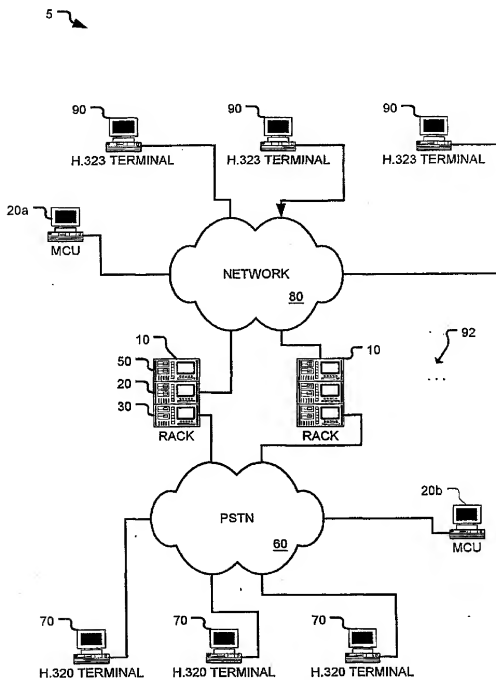 5
90
90
90
H.323 TERMINAL
H.323 TERMINAL
H.323 TERMINAL
20a
MCU
NETWORK
80
10
10
92
50
20
30
...
RACK
RACK
20b
PSTN
MCU
60
70
70
70
H.320 TERMINAL
H.320 TERMINAL
H.320 TERMINAL